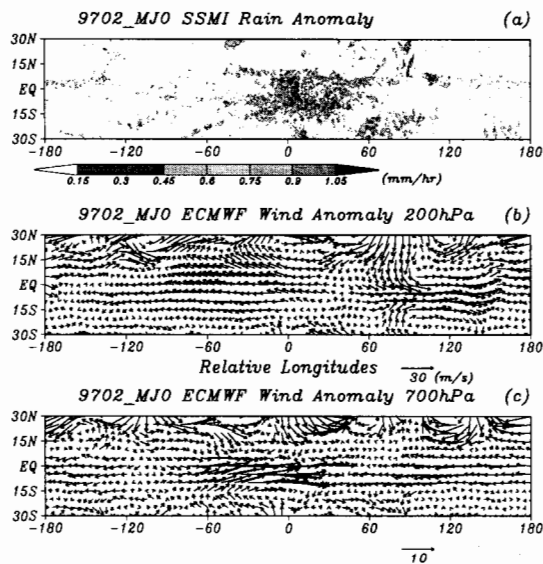 9702_MJO SSMI Rain Anomaly (a)
30N
15N
EQ
15S
30S
-180 -120 -60 0 60 120 180
0.15 0.3 0.45 0.6 0.75 0.9 1.05 (mm/hr)
9702_MJO ECMWF Wind Anomaly 200hPa (b)
30N
15N
EQ
15S
30S
-180 -120 -60 0 60 120 180
Relative Longitudes 30 (m/s)
9702_MJO ECMWF Wind Anomaly 700hPa (c)
30N
15N
EQ
15S
30S
-180 -120 -60 0 60 120 180
10